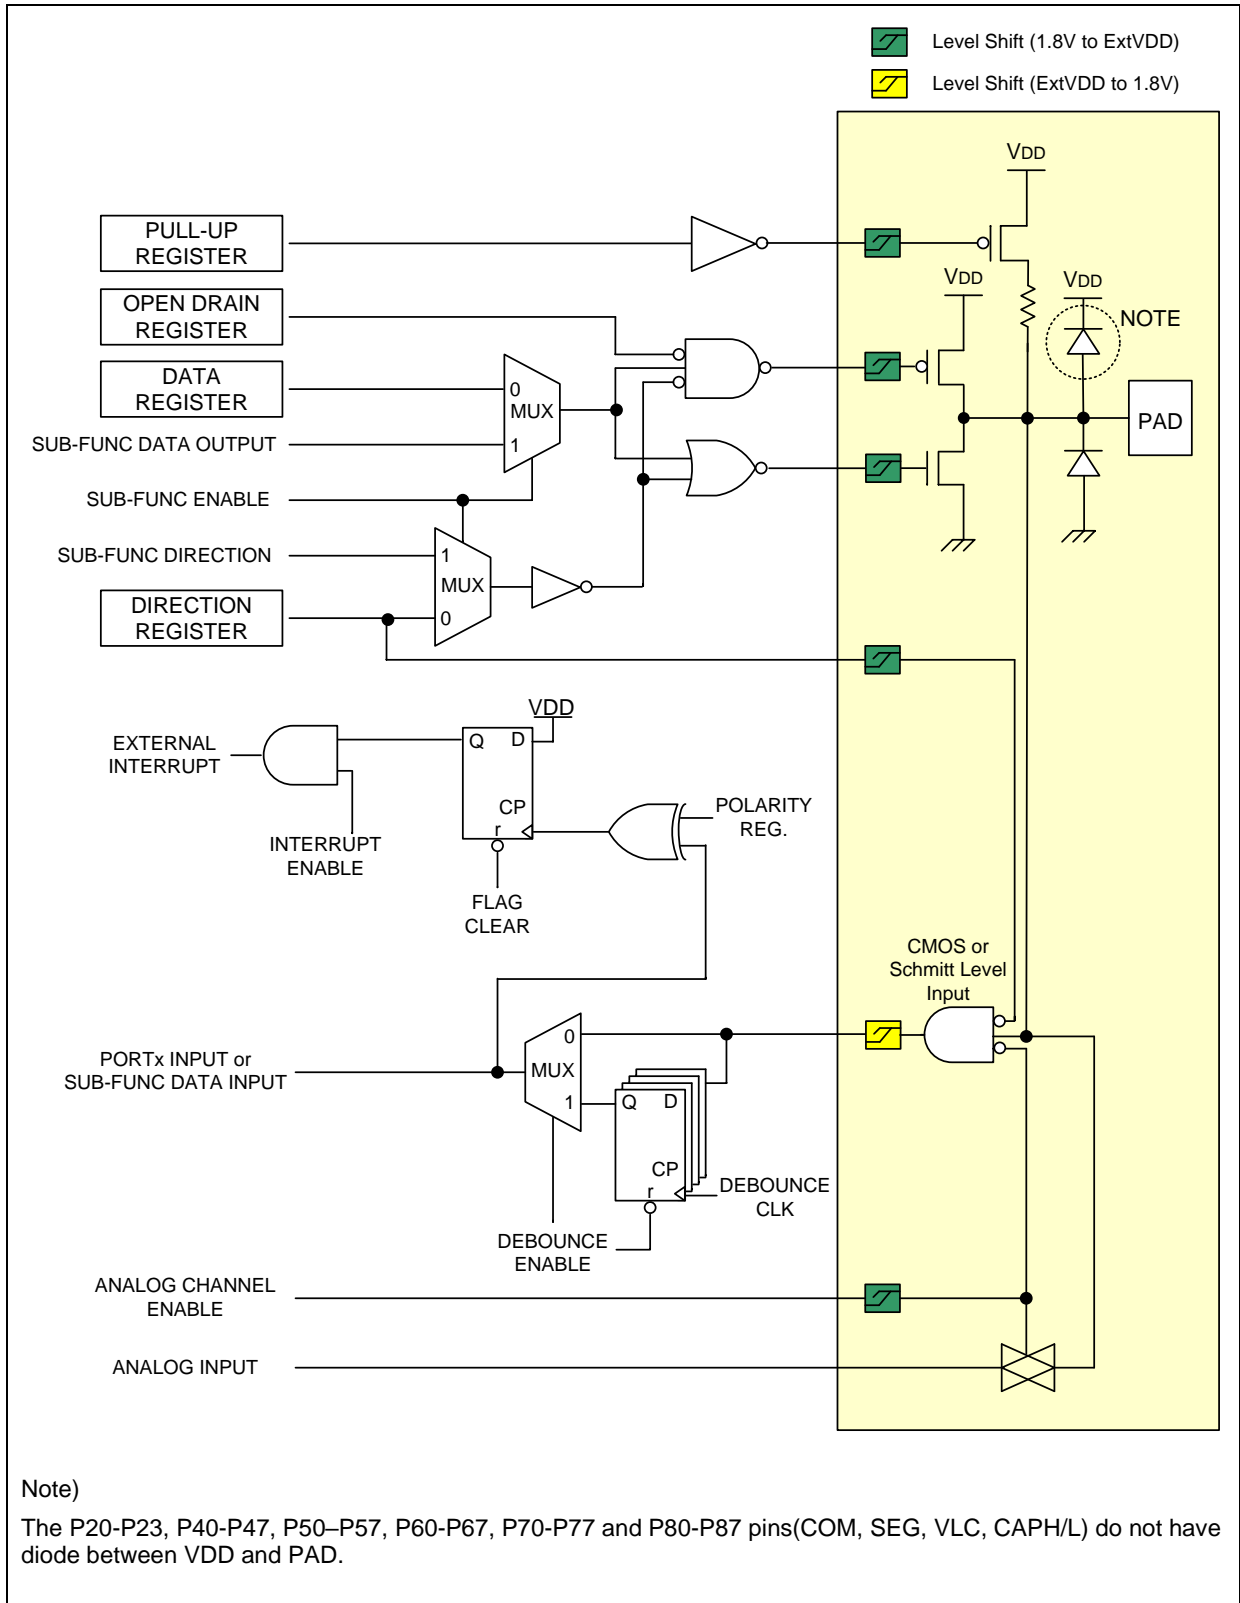 Level Shift (1.8V to ExtVDD)
Level Shift (ExtVDD to 1.8V)
VDD
PULL-UP
REGISTER
VDD
VDD
OPEN DRAIN
REGISTER
NOTE
DATA
REGISTER
0
MUX
1
PAD
SUB-FUNC DATA OUTPUT
SUB-FUNC ENABLE
SUB-FUNC DIRECTION
1
MUX
0
DIRECTION
REGISTER
VDD
EXTERNAL
INTERRUPT
Q D
CP
r
POLARITY
REG.
INTERRUPT
ENABLE
FLAG
CLEAR
CMOS or
Schmitt Level
Input
PORTx INPUT or
SUB-FUNC DATA INPUT
0
MUX
1
Q D
CP
r
DEBOUNCE
CLK
DEBOUNCE
ENABLE
ANALOG CHANNEL
ENABLE
ANALOG INPUT
Note)
The P20-P23, P40-P47, P50–P57, P60-P67, P70-P77 and P80-P87 pins(COM, SEG, VLC, CAPH/L) do not have
diode between VDD and PAD.